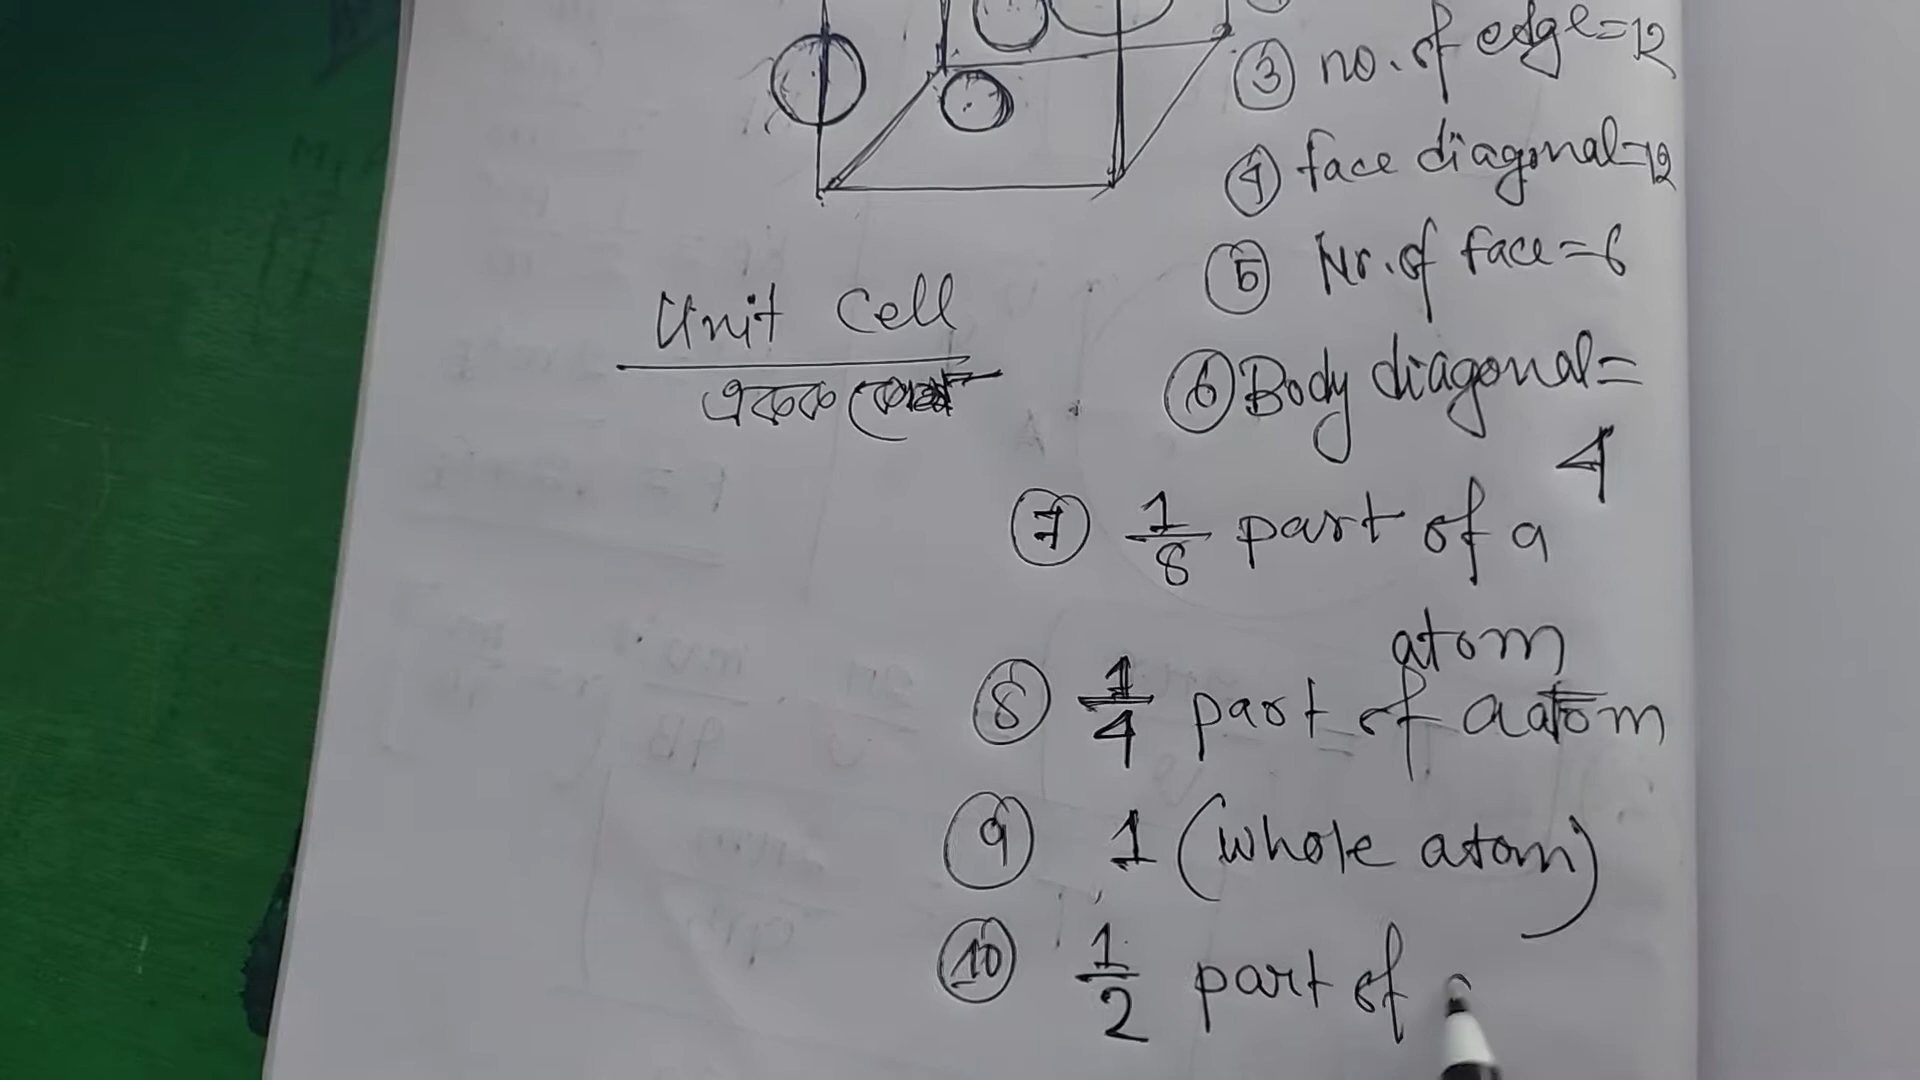 ③ no. of edge=12
④ face diagonal=12
⑤ No. of face=6
Unit Cell
একক
⑥ Body diagonal=
4
⑦ 1/8 part of a
atom
⑧ 1/4 part of a atom
⑨ 1 (whole atom)
⑩ 1/2 part of